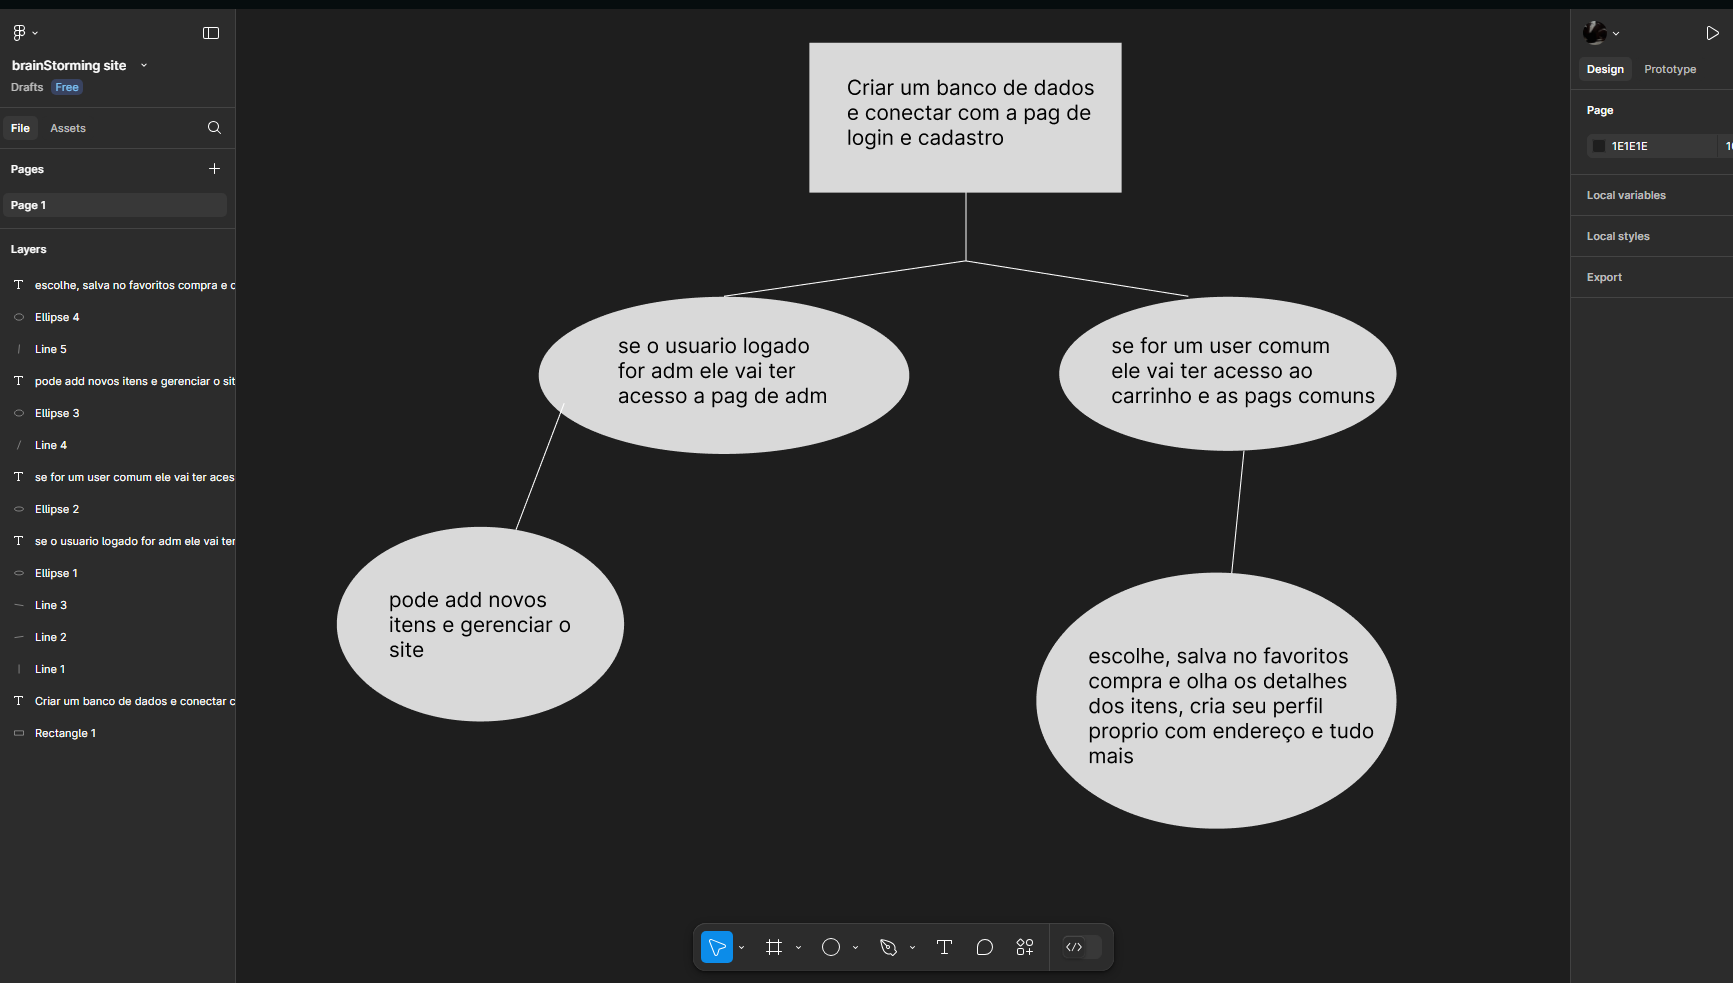 brainStorming site
Drafts Free
File Assets
Pages
Page 1
Layers
escolhe, salva no favoritos compra e o
Ellipse 4
Line 5
pode add novos itens e gerenciar o sit
Ellipse 3
Line 4
se for um user comum ele vai ter aces
Ellipse 2
se o usuario logado for adm ele vai ter
Ellipse 1
Line 3
Line 2
Line 1
Criar um banco de dados e conectar c
Rectangle 1
Criar um banco de dados
e conectar com a pag de
login e cadastro
se o usuario logado
for adm ele vai ter
acesso a pag de adm
se for um user comum
ele vai ter acesso ao
carrinho e as pags comuns
pode add novos
itens e gerenciar o
site
escolhe, salva no favoritos
compra e olha os detalhes
dos itens, cria seu perfil
proprio com endereço e tudo
mais
Design Prototype
Page
1E1E1E
Local variables
Local styles
Export